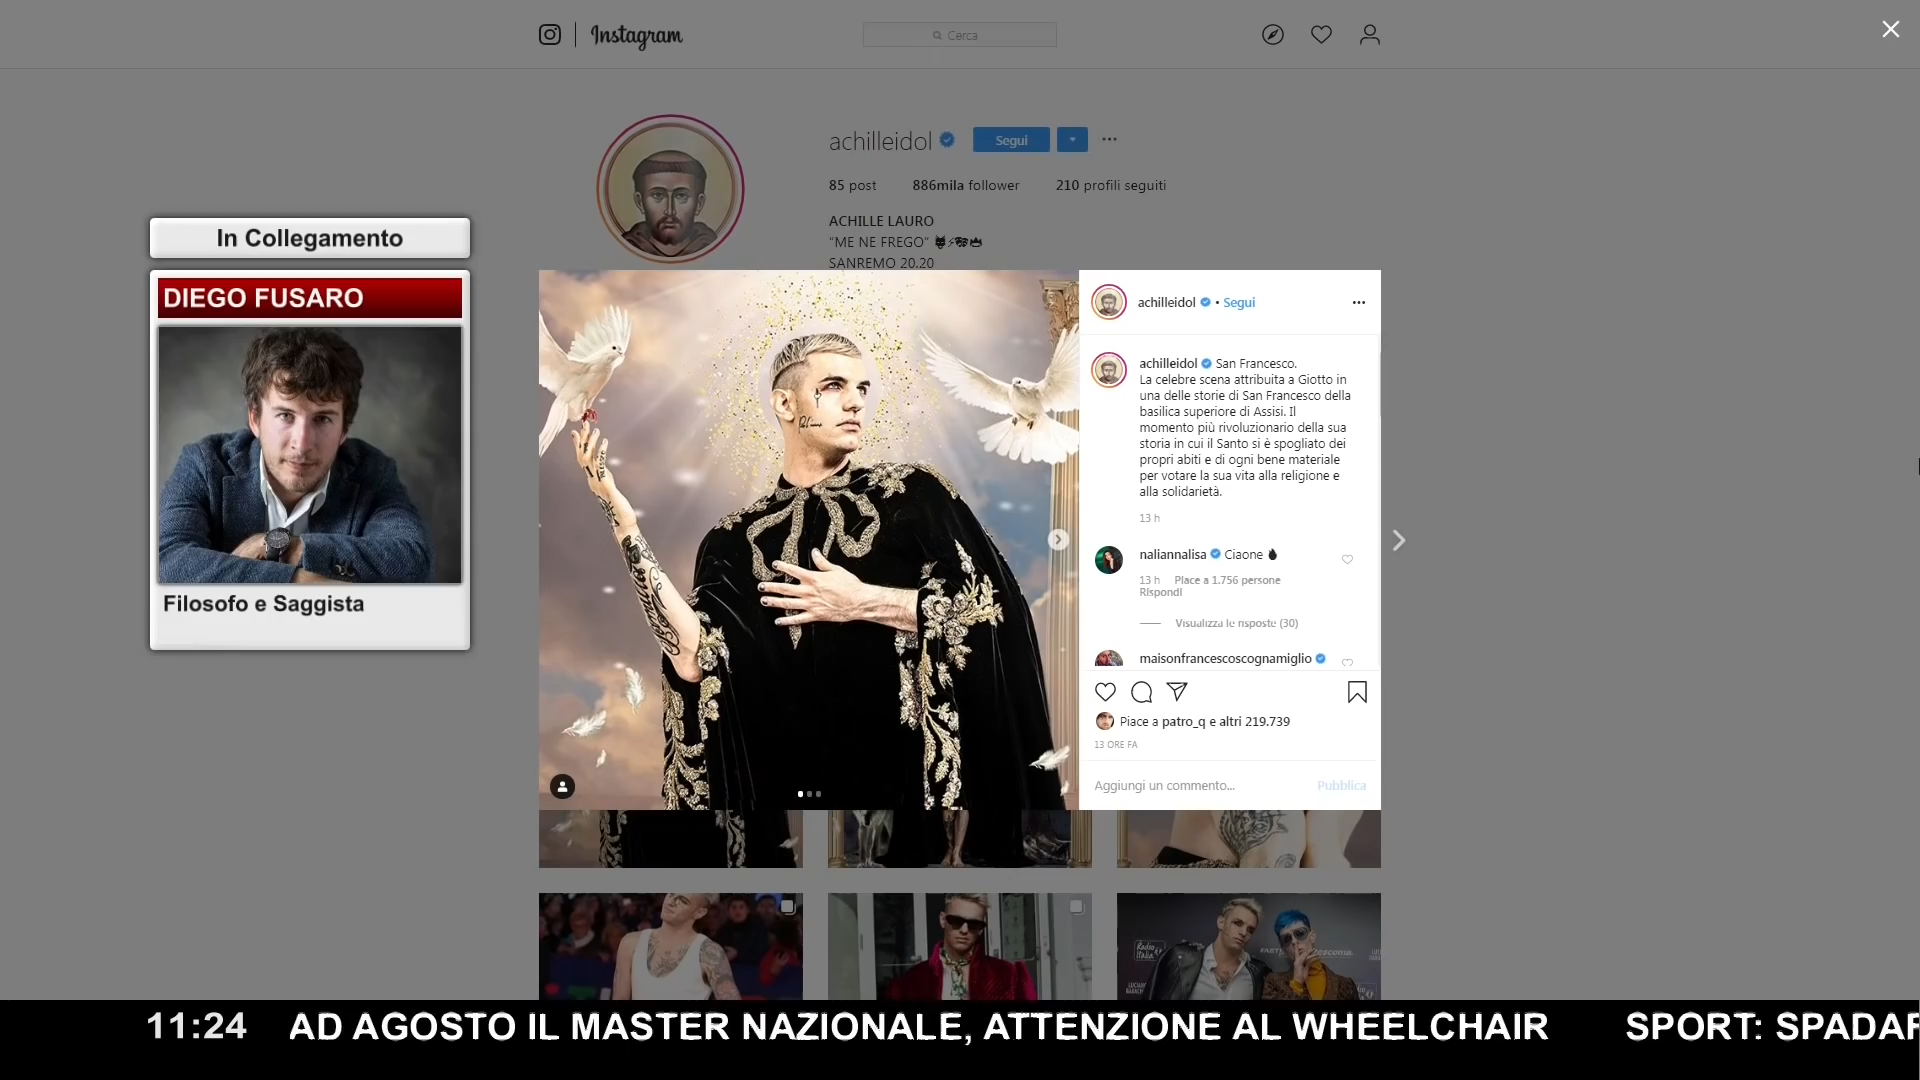 Instagram
Cerca
achilleidol
Segui
85 post
886mila follower
210 profili seguiti
ACHILLE LAURO
"ME NE FREGO"
SANREMO 20.20
In Collegamento
DIEGO FUSARO
Filosofo e Saggista
achilleidol • Segui
achilleidol San Francesco.
La celebre scena attribuita a Giotto in
una delle storie di San Francesco della
basilica superiore di Assisi. Il
momento più rivoluzionario della sua
storia in cui il Santo si è spogliato dei
propri abiti e di ogni bene materiale
per votare la sua vita alla religione e
alla solidarietà.
13 h
naliannalisa Ciaone
13 h Piace a 1.756 persone
Rispondi
Visualizza le risposte (30)
maisonfrancescoscognamiglio
Piace a patro_q e altri 219.739
13 ORE FA
Aggiungi un commento...
Pubblica
Radio
Italia
11:24
AD AGOSTO IL MASTER NAZIONALE, ATTENZIONE AL WHEELCHAIR
SPORT: SPADAF